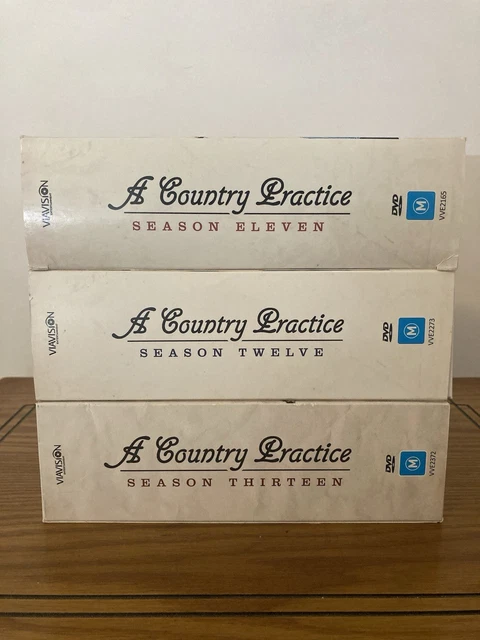 VIAVISION
A Country Practice
SEASON ELEVEN
DVD
M
VVE2165
VIAVISION
A Country Practice
SEASON TWELVE
DVD
M
VVE2273
VIAVISION
A Country Practice
SEASON THIRTEEN
DVD
M
VVE2372